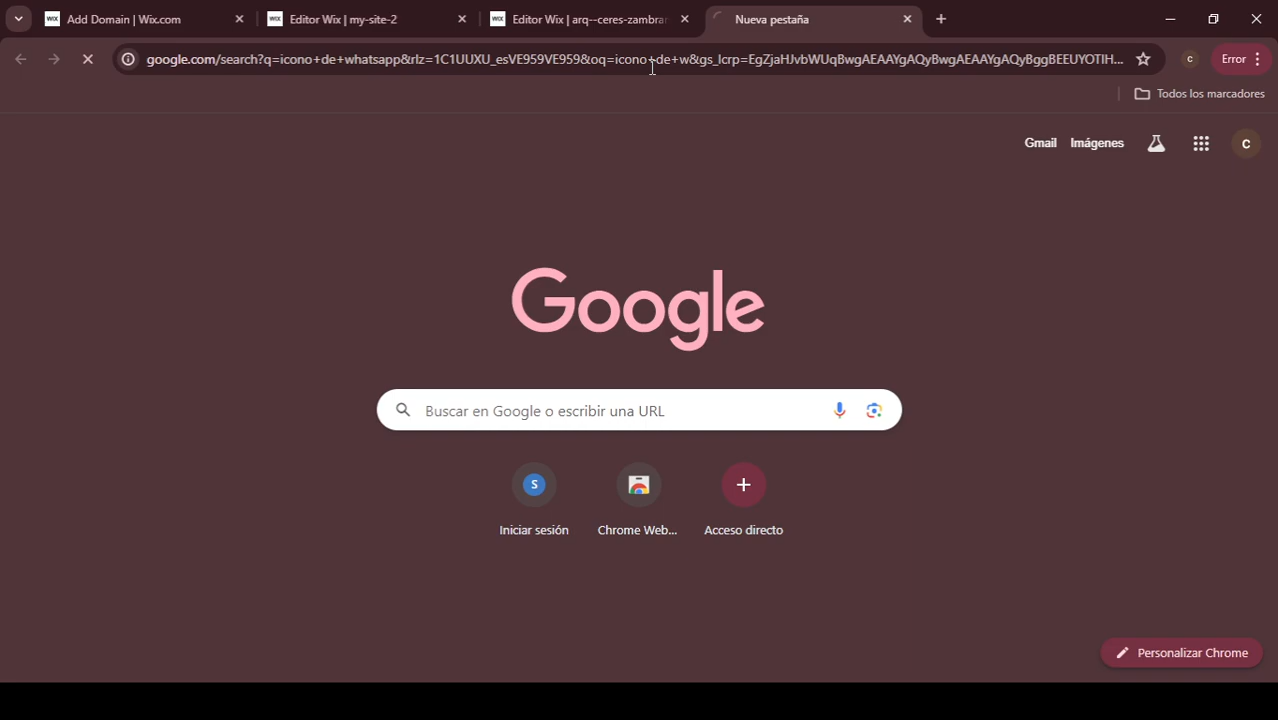 Add Domain | Wix.com
Editor Wix | my-site-2
Editor Wix | arq--ceres-zambran
Nueva pestaña
google.com/search?q=icono+de+whatsapp&rlz=1C1UUXU_esVE959VE959&oq=icono+de+w&gs_lcrp=EgZjaHJvbWUqBwgAEAAYgAQyBwgAEAAYgAQyBggBEEUYOTIH...
C
Error
Todos los marcadores
Gmail
Imágenes
C
Google
Buscar en Google o escribir una URL
S
Iniciar sesión
Chrome Web...
Acceso directo
Personalizar Chrome